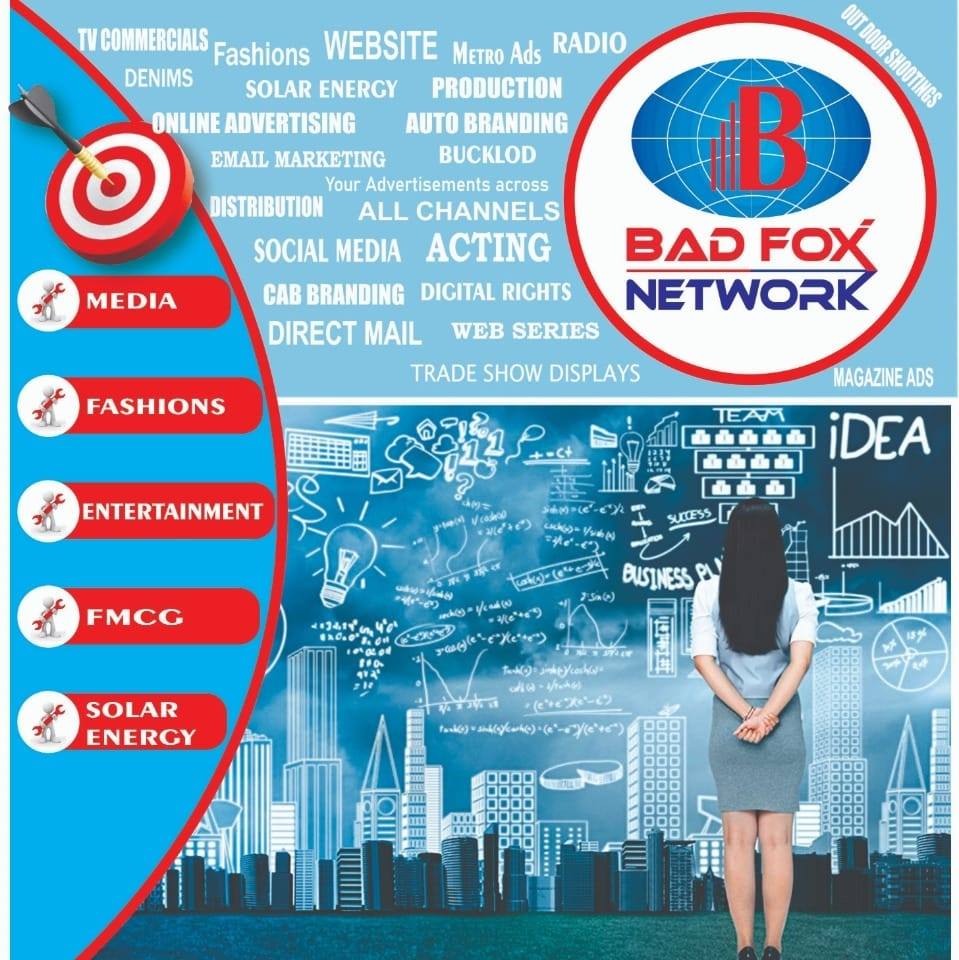 TV COMMERCIALS
Fashions
WEBSITE
METRO ADS
RADIO
OUT DOOR SHOOTINGS
DENIMS
SOLAR ENERGY
PRODUCTION
ONLINE ADVERTISING
AUTO BRANDING
EMAIL MARKETING
BUCKLOD
Your Advertisements across
DISTRIBUTION
ALL CHANNELS
SOCIAL MEDIA
ACTING
CAB BRANDING
DIGITAL RIGHTS
DIRECT MAIL
WEB SERIES
TRADE SHOW DISPLAYS
MAGAZINE ADS
B
BAD FOX
NETWORK
MEDIA
FASHIONS
ENTERTAINMENT
FMCG
SOLAR
ENERGY
TEAM
iDEA
SUCCESS
BUSINESS